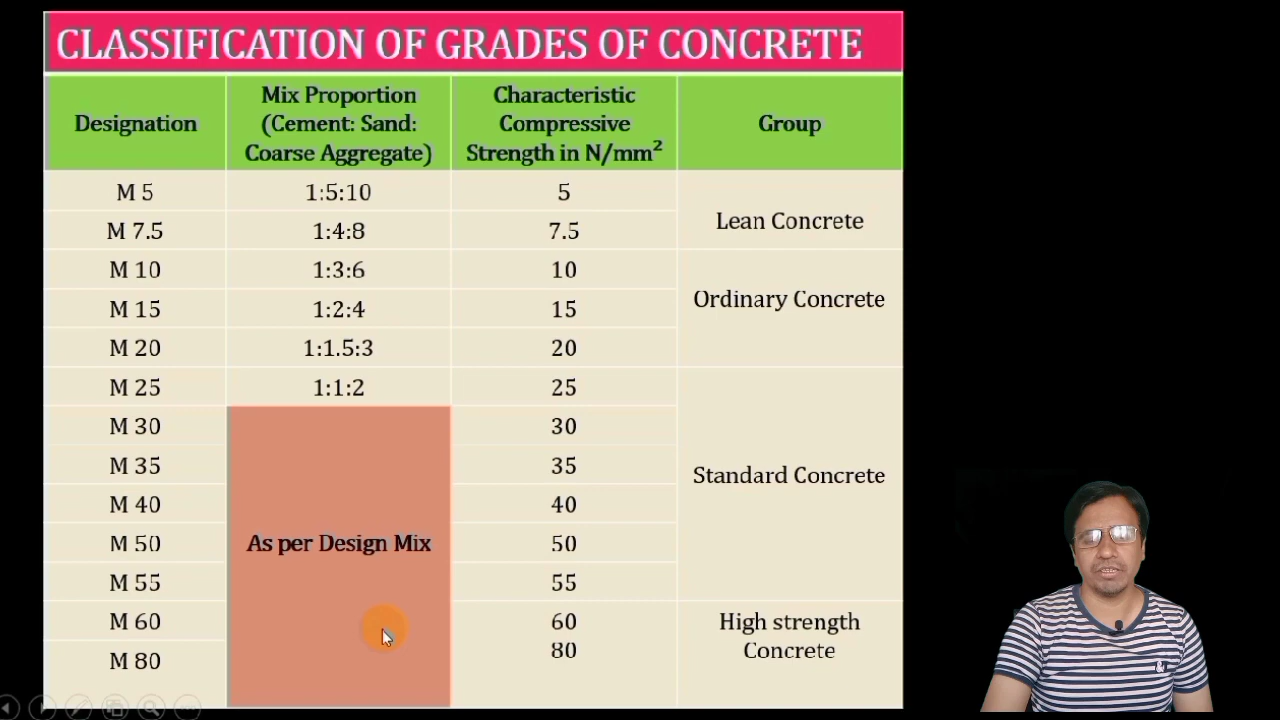 CLASSIFICATION OF GRADES OF CONCRETE
Designation
Mix Proportion
(Cement: Sand:
Coarse Aggregate)
Characteristic
Compressive
Strength in N/mm²
Group
M 5
1:5:10
5
Lean Concrete
M 7.5
1:4:8
7.5
M 10
1:3:6
10
Ordinary Concrete
M 15
1:2:4
15
M 20
1:1.5:3
20
M 25
1:1:2
25
Standard Concrete
M 30
As per Design Mix
30
M 35
35
M 40
40
M 50
50
M 55
55
M 60
60
High strength
Concrete
M 80
80